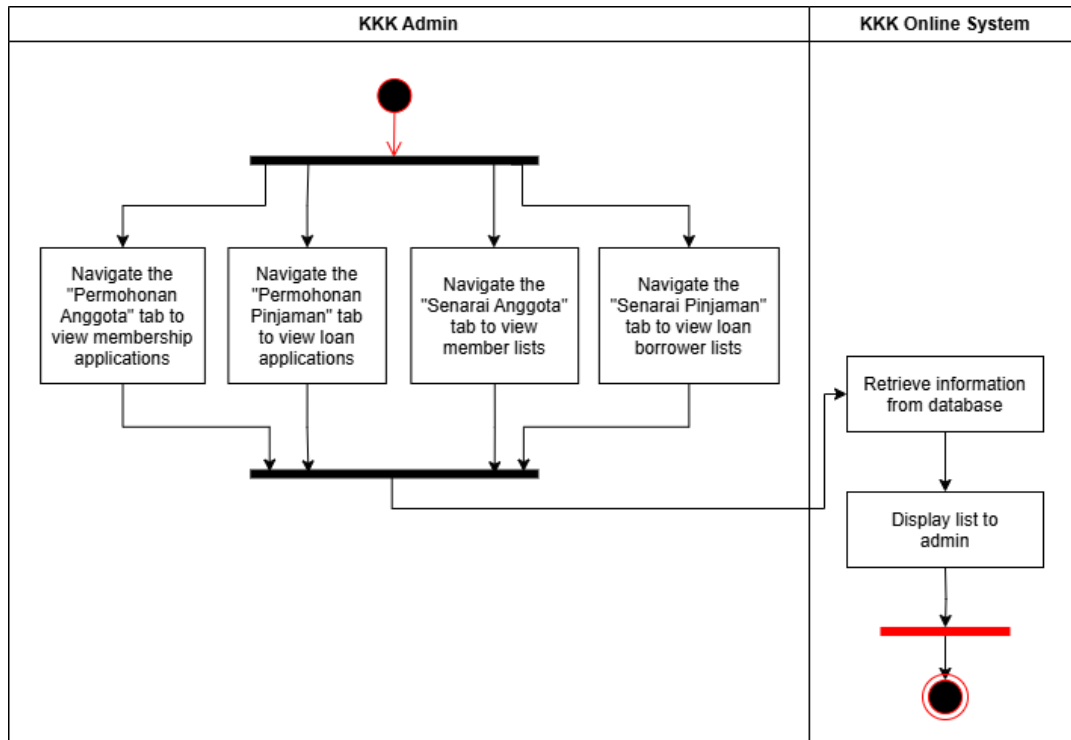 KKK Admin
KKK Online System
Navigate the
"Permohonan
Anggota" tab to
view membership
applications
Navigate the
"Permohonan
Pinjaman" tab
to view loan
applications
Navigate the
"Senarai Anggota"
tab to view
member lists
Navigate the
"Senarai Pinjaman"
tab to view loan
borrower lists
Retrieve information
from database
Display list to
admin